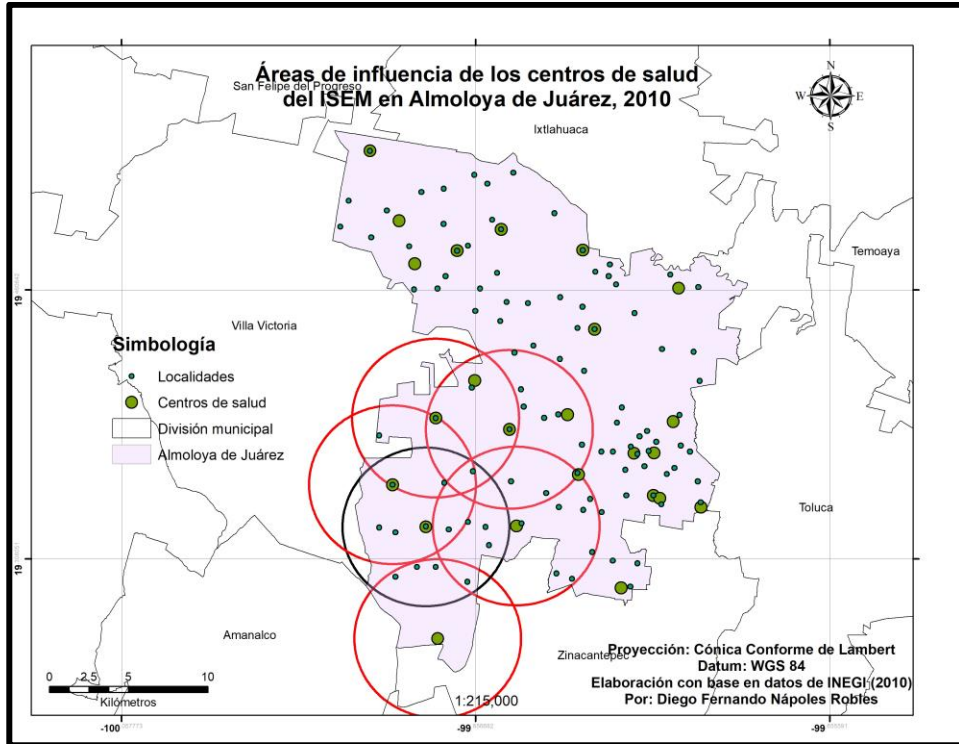 Áreas de influencia de los centros de salud
del ISEM en Almoloya de Juárez, 2010
San Felipe del Progreso
Ixtlahuaca
N
W E
S
Temoaya
Villa Victoria
Simbología
Localidades
Centros de salud
División municipal
Almoloya de Juárez
Toluca
Amanalco
Zinacantepec
Proyección: Cónica Conforme de Lambert
Datum: WGS 84
Elaboración con base en datos de INEGI (2010)
Por: Diego Fernando Nápoles Robles
0 2,5 5 10
Kilómetros
1:215,000
19
19
-100
-99
-99